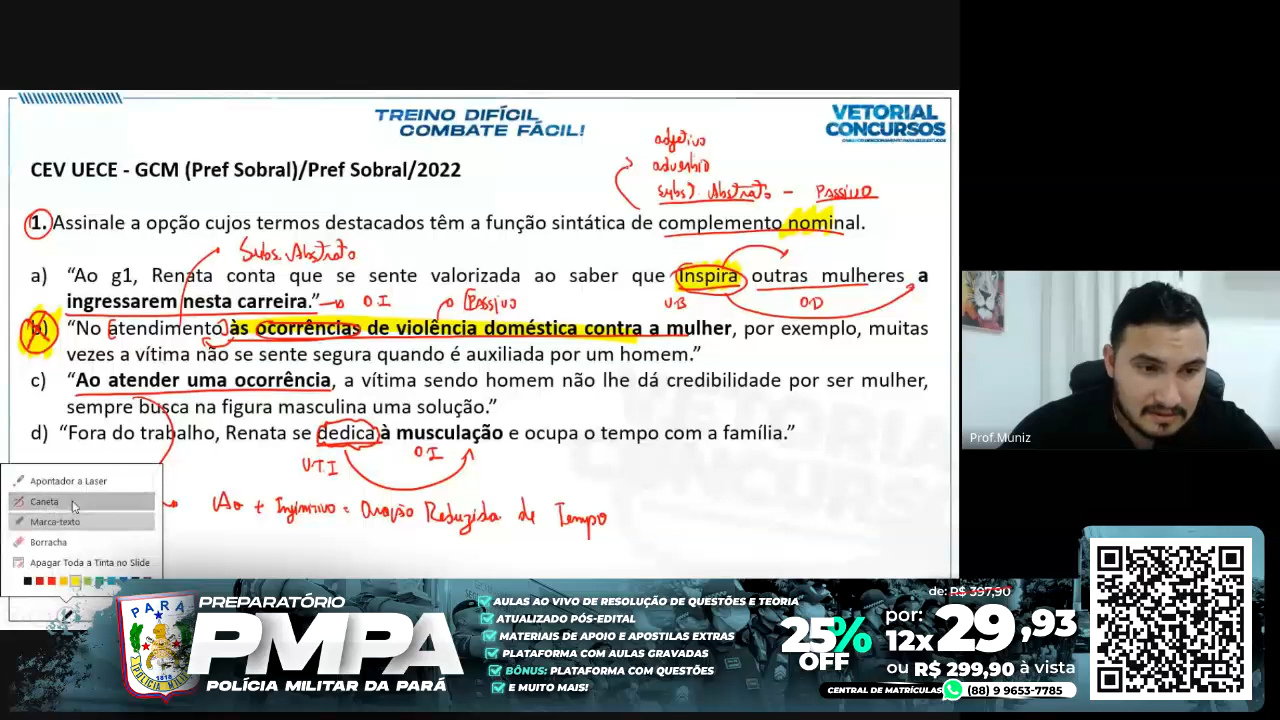 TREINO DIFÍCIL
COMBATE FÁCIL!
VETORIAL
CONCURSOS
CEV UECE - GCM (Pref Sobral)/Pref Sobral/2022
adjetivo
advérbio
Subst Abstrato - Passivo
1. Assinale a opção cujos termos destacados têm a função sintática de complemento nominal.
Subs. Abstrato
a) “Ao g1, Renata conta que se sente valorizada ao saber que inspira outras mulheres a
ingressarem nesta carreira.” OI Passivo VB OD
b) “No atendimento às ocorrências de violência doméstica contra a mulher, por exemplo, muitas
vezes a vítima não se sente segura quando é auxiliada por um homem.”
c) “Ao atender uma ocorrência, a vítima sendo homem não lhe dá credibilidade por ser mulher,
sempre busca na figura masculina uma solução.”
d) “Fora do trabalho, Renata se dedica à musculação e ocupa o tempo com a família.”
VTI OI
Ao + Infinitivo = Oração Reduzida de Tempo
Apontador a Laser
Caneta
Marca-texto
Borracha
Apagar Toda a Tinta no Slide
Prof.Muniz
PARÁ
1818
PREPARATÓRIO
PMPA
POLÍCIA MILITAR DA PARÁ
AULAS AO VIVO DE RESOLUÇÃO DE QUESTÕES E TEORIA
ATUALIZADO PÓS-EDITAL
MATERIAIS DE APOIO E APOSTILAS EXTRAS
PLATAFORMA COM AULAS GRAVADAS
BÔNUS: PLATAFORMA COM QUESTÕES
E MUITO MAIS!
25%
OFF
de: R$ 397,90
por:
12x 29,93
ou R$ 299,90 à vista
CENTRAL DE MATRÍCULAS (88) 9 9653-7785